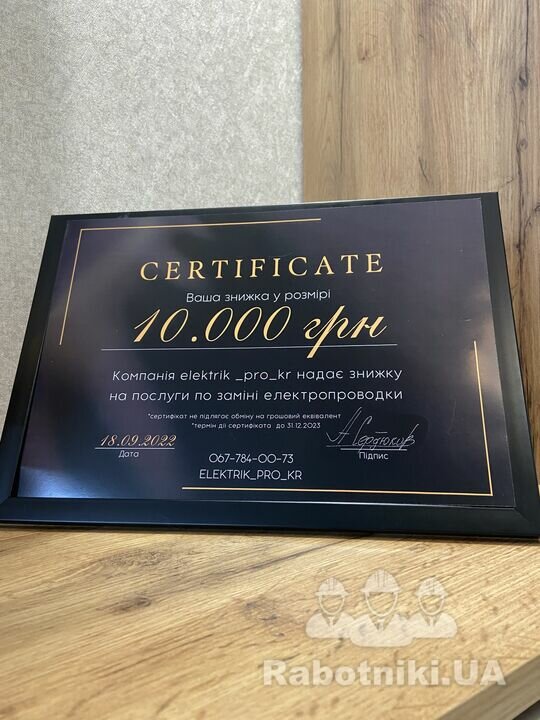 CERTIFICATE
Ваша знижка у розмірі
10.000 грн
Компанія elektrik _pro_kr надає знижку
на послуги по заміні електропроводки
*сертифікат не підлягає обміну на грошовий еквівалент
*термін дії сертифіката до 31.12.2023
18.09.2022
Дата
Підпис
067-784-00-73
ELEKTRIK_PRO_KR
Rabotniki.UA